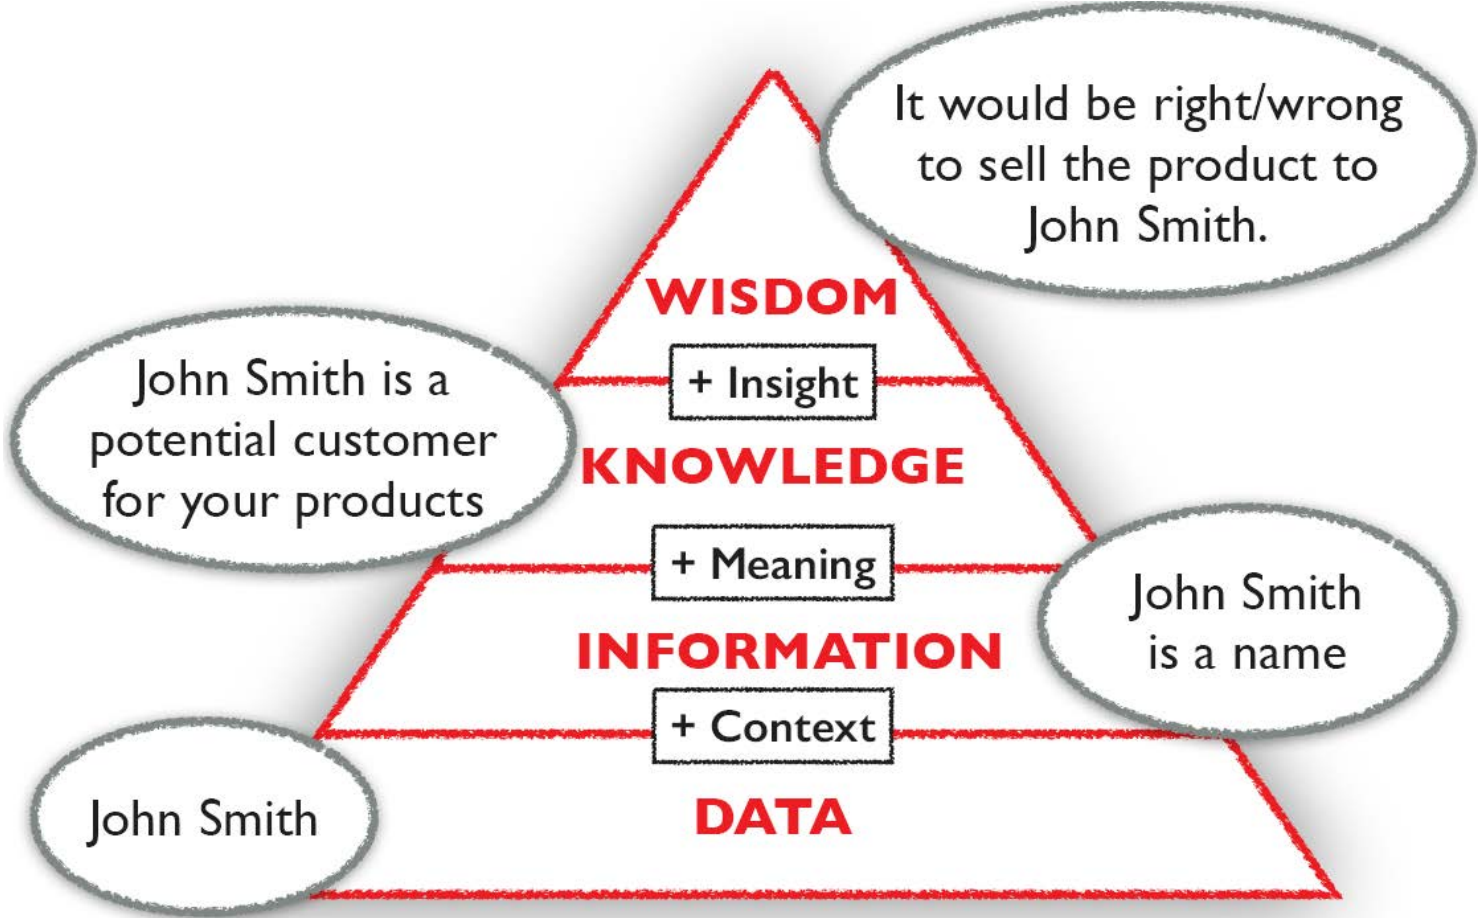 It would be right/wrong
to sell the product to
John Smith.
WISDOM
+ Insight
John Smith is a
potential customer
for your products
KNOWLEDGE
+ Meaning
John Smith
is a name
INFORMATION
+ Context
John Smith
DATA